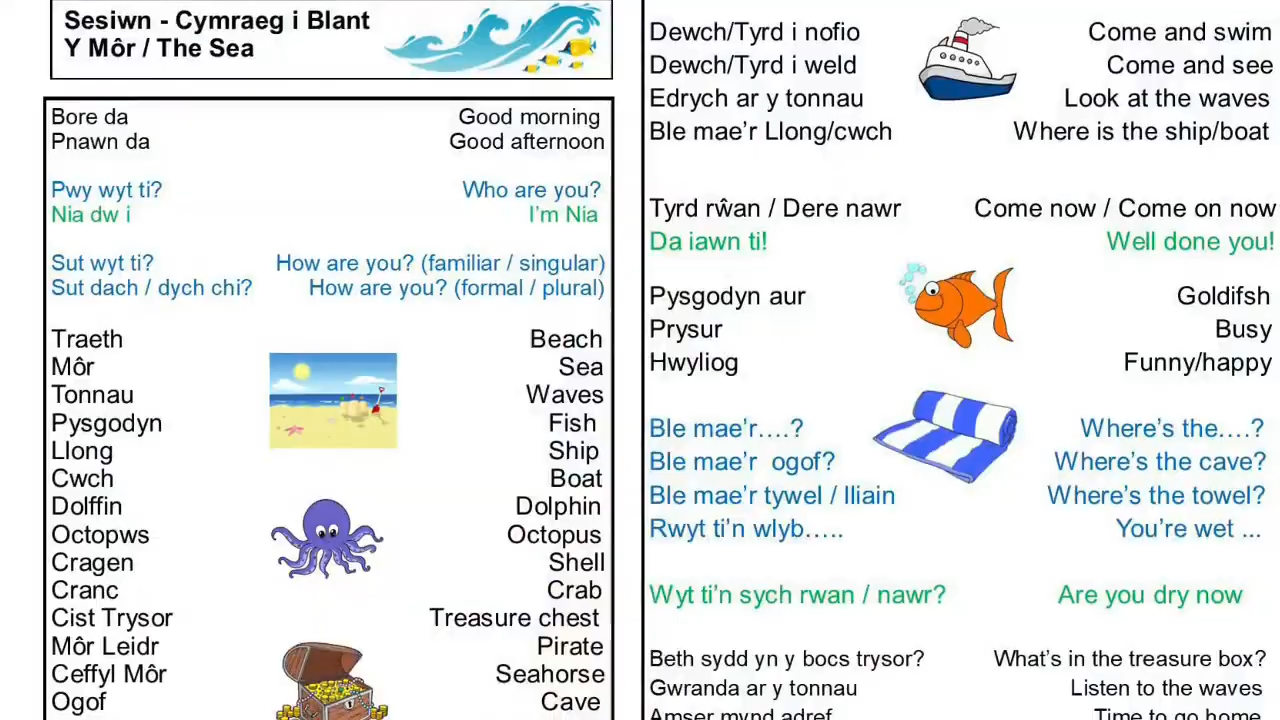 Sesiwn - Cymraeg i Blant
Y Môr / The Sea
Bore da Good morning
Pnawn da Good afternoon
Pwy wyt ti? Who are you?
Nia dw i I'm Nia
Sut wyt ti? How are you? (familiar / singular)
Sut dach / dych chi? How are you? (formal / plural)
Traeth Beach
Môr Sea
Tonnau Waves
Pysgodyn Fish
Llong Ship
Cwch Boat
Dolffin Dolphin
Octopws Octopus
Cragen Shell
Cranc Crab
Cist Trysor Treasure chest
Môr Leidr Pirate
Ceffyl Môr Seahorse
Ogof Cave
Dewch/Tyrd i nofio Come and swim
Dewch/Tyrd i weld Come and see
Edrych ar y tonnau Look at the waves
Ble mae'r Llong/cwch Where is the ship/boat
Tyrd rŵan / Dere nawr Come now / Come on now
Da iawn ti! Well done you!
Pysgodyn aur Goldifsh
Prysur Busy
Hwyliog Funny/happy
Ble mae'r….? Where's the….?
Ble mae'r ogof? Where's the cave?
Ble mae'r tywel / lliain Where's the towel?
Rwyt ti'n wlyb….. You're wet ...
Wyt ti'n sych rwan / nawr? Are you dry now
Beth sydd yn y bocs trysor? What's in the treasure box?
Gwranda ar y tonnau Listen to the waves
Amser mynd adref Time to go home